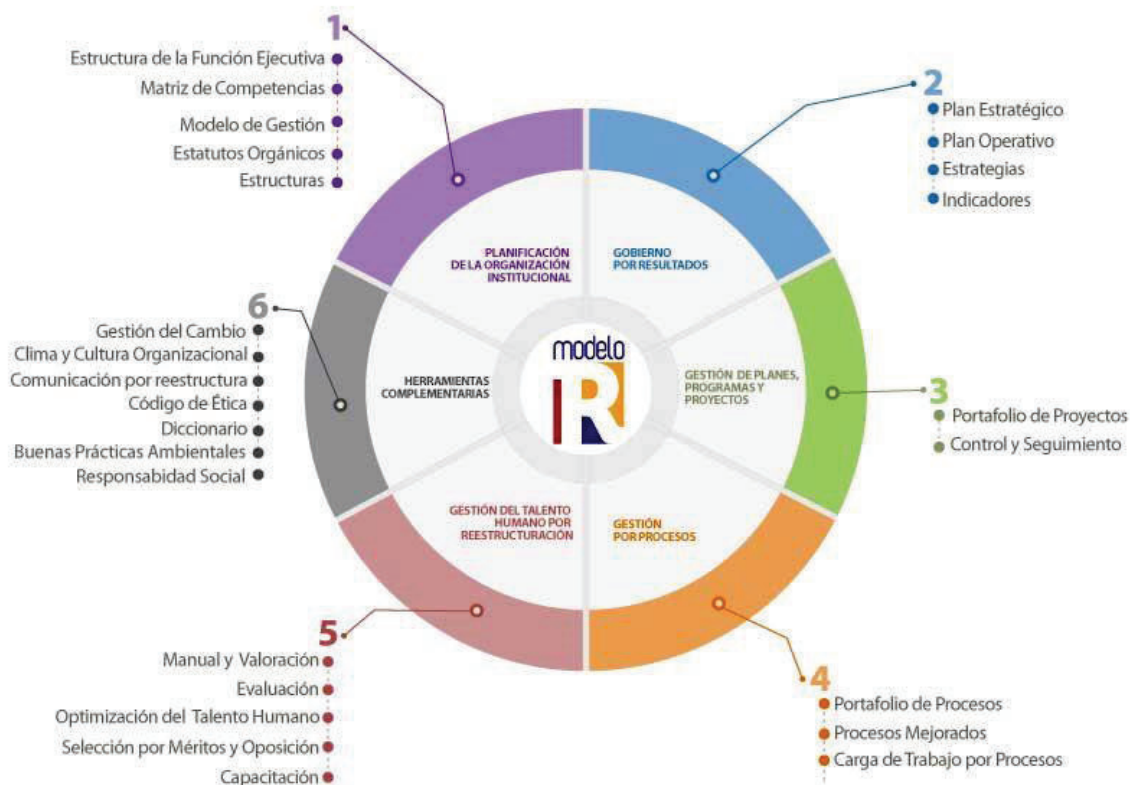 1
Estructura de la Función Ejecutiva
Matriz de Competencias
Modelo de Gestión
Estatutos Orgánicos
Estructuras
2
Plan Estratégico
Plan Operativo
Estrategias
Indicadores
PLANIFICACIÓN
DE LA ORGANIZACIÓN
INSTITUCIONAL
GOBIERNO
POR RESULTADOS
6
Gestión del Cambio
Clima y Cultura Organizacional
Comunicación por reestructura
Código de Ética
Diccionario
Buenas Prácticas Ambientales
Responsabidad Social
HERRAMIENTAS
COMPLEMENTARIAS
modelo
R
GESTIÓN DE PLANES,
PROGRAMAS Y
PROYECTOS
3
Portafolio de Proyectos
Control y Seguimiento
GESTIÓN DEL TALENTO
HUMANO POR
REESTRUCTURACIÓN
GESTIÓN
POR PROCESOS
5
Manual y Valoración
Evaluación
Optimización del Talento Humano
Selección por Méritos y Oposición
Capacitación
4
Portafolio de Procesos
Procesos Mejorados
Carga de Trabajo por Procesos